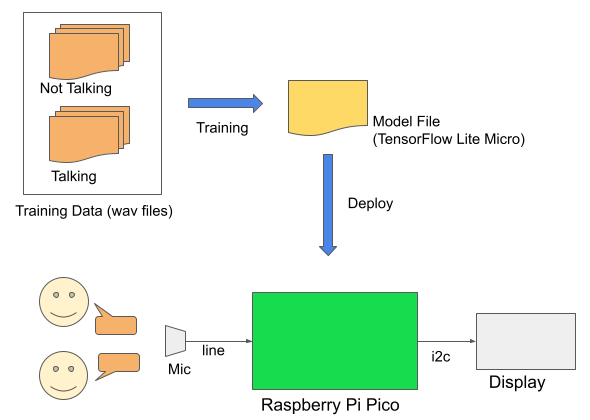 Not Talking
Talking
Training Data (wav files)
Training
Model File
(TensorFlow Lite Micro)
Deploy
Mic
line
Raspberry Pi Pico
i2c
Display